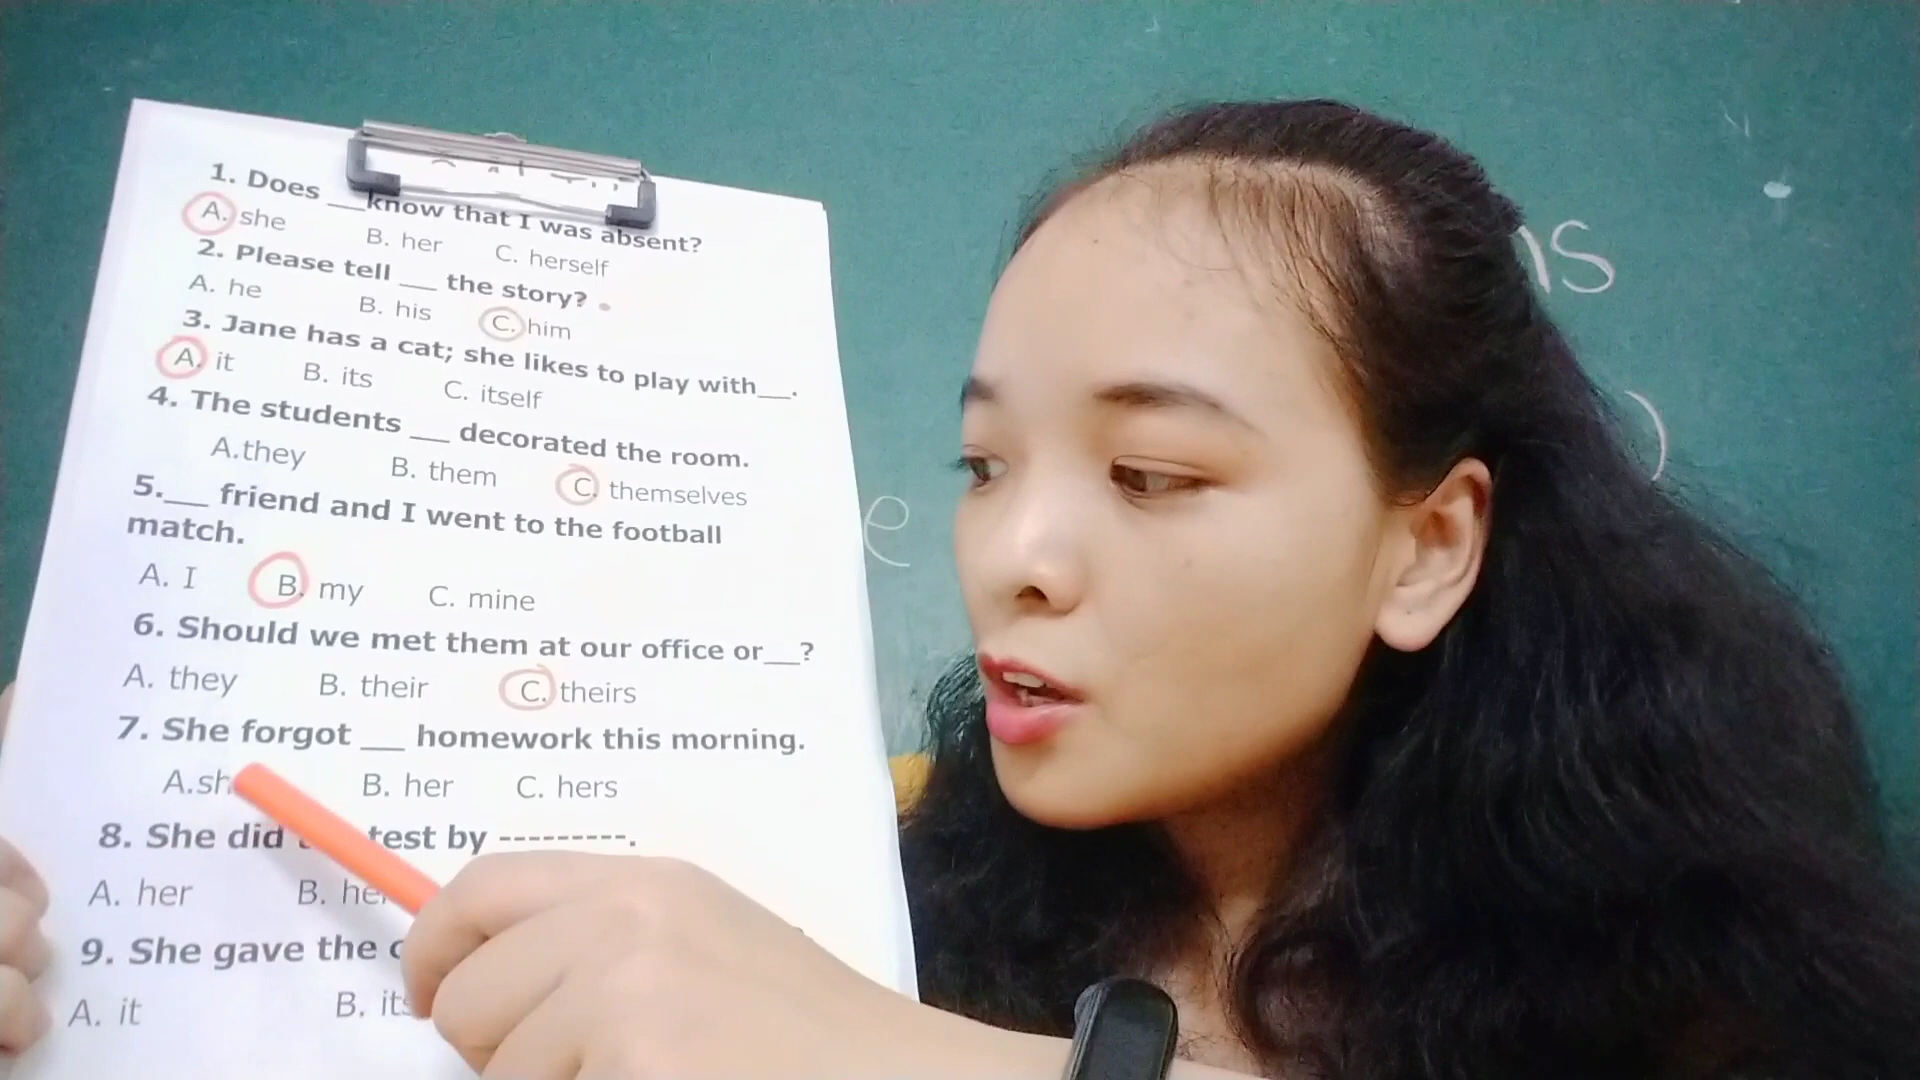 1. Does ___know that I was absent?
A. she B. her C. herself
2. Please tell ___ the story?
A. he B. his C. him
3. Jane has a cat; she likes to play with___.
A. it B. its C. itself
4. The students ___ decorated the room.
A.they B. them C. themselves
5.___ friend and I went to the football
match.
A. I B. my C. mine
6. Should we met them at our office or___?
A. they B. their C. theirs
7. She forgot ___ homework this morning.
A. B. her C. hers
8. She did test by ---------.
A. her B.
9. She gave the
A. it B.